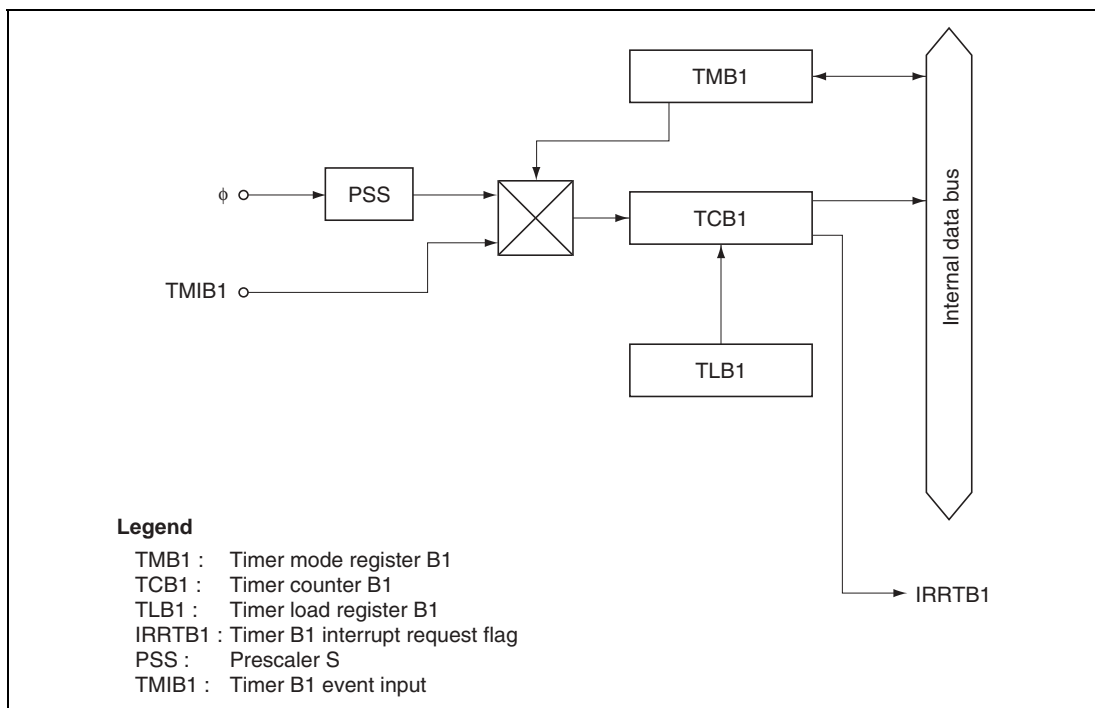 TMB1
φ
PSS
TCB1
TMIB1
TLB1
Internal data bus
IRRTB1
Legend
TMB1 : Timer mode register B1
TCB1 : Timer counter B1
TLB1 : Timer load register B1
IRRTB1 : Timer B1 interrupt request flag
PSS : Prescaler S
TMIB1 : Timer B1 event input